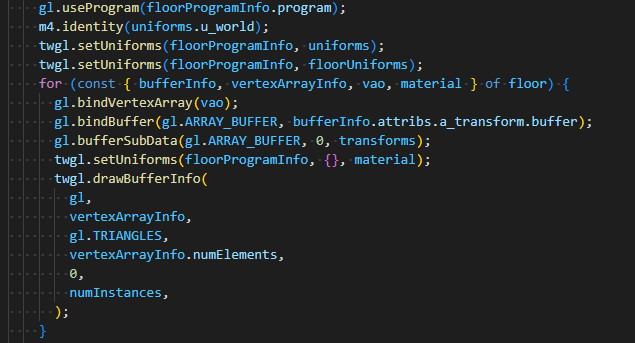 gl.useProgram(floorProgramInfo.program);
m4.identity(uniforms.u_world);
twgl.setUniforms(floorProgramInfo, uniforms);
twgl.setUniforms(floorProgramInfo, floorUniforms);
for (const { bufferInfo, vertexArrayInfo, vao, material } of floor) {
  gl.bindVertexArray(vao);
  gl.bindBuffer(gl.ARRAY_BUFFER, bufferInfo.attribs.a_transform.buffer);
  gl.bufferSubData(gl.ARRAY_BUFFER, 0, transforms);
  twgl.setUniforms(floorProgramInfo, {}, material);
  twgl.drawBufferInfo(
    gl,
    vertexArrayInfo,
    gl.TRIANGLES,
    vertexArrayInfo.numElements,
    0,
    numInstances,
  );
}